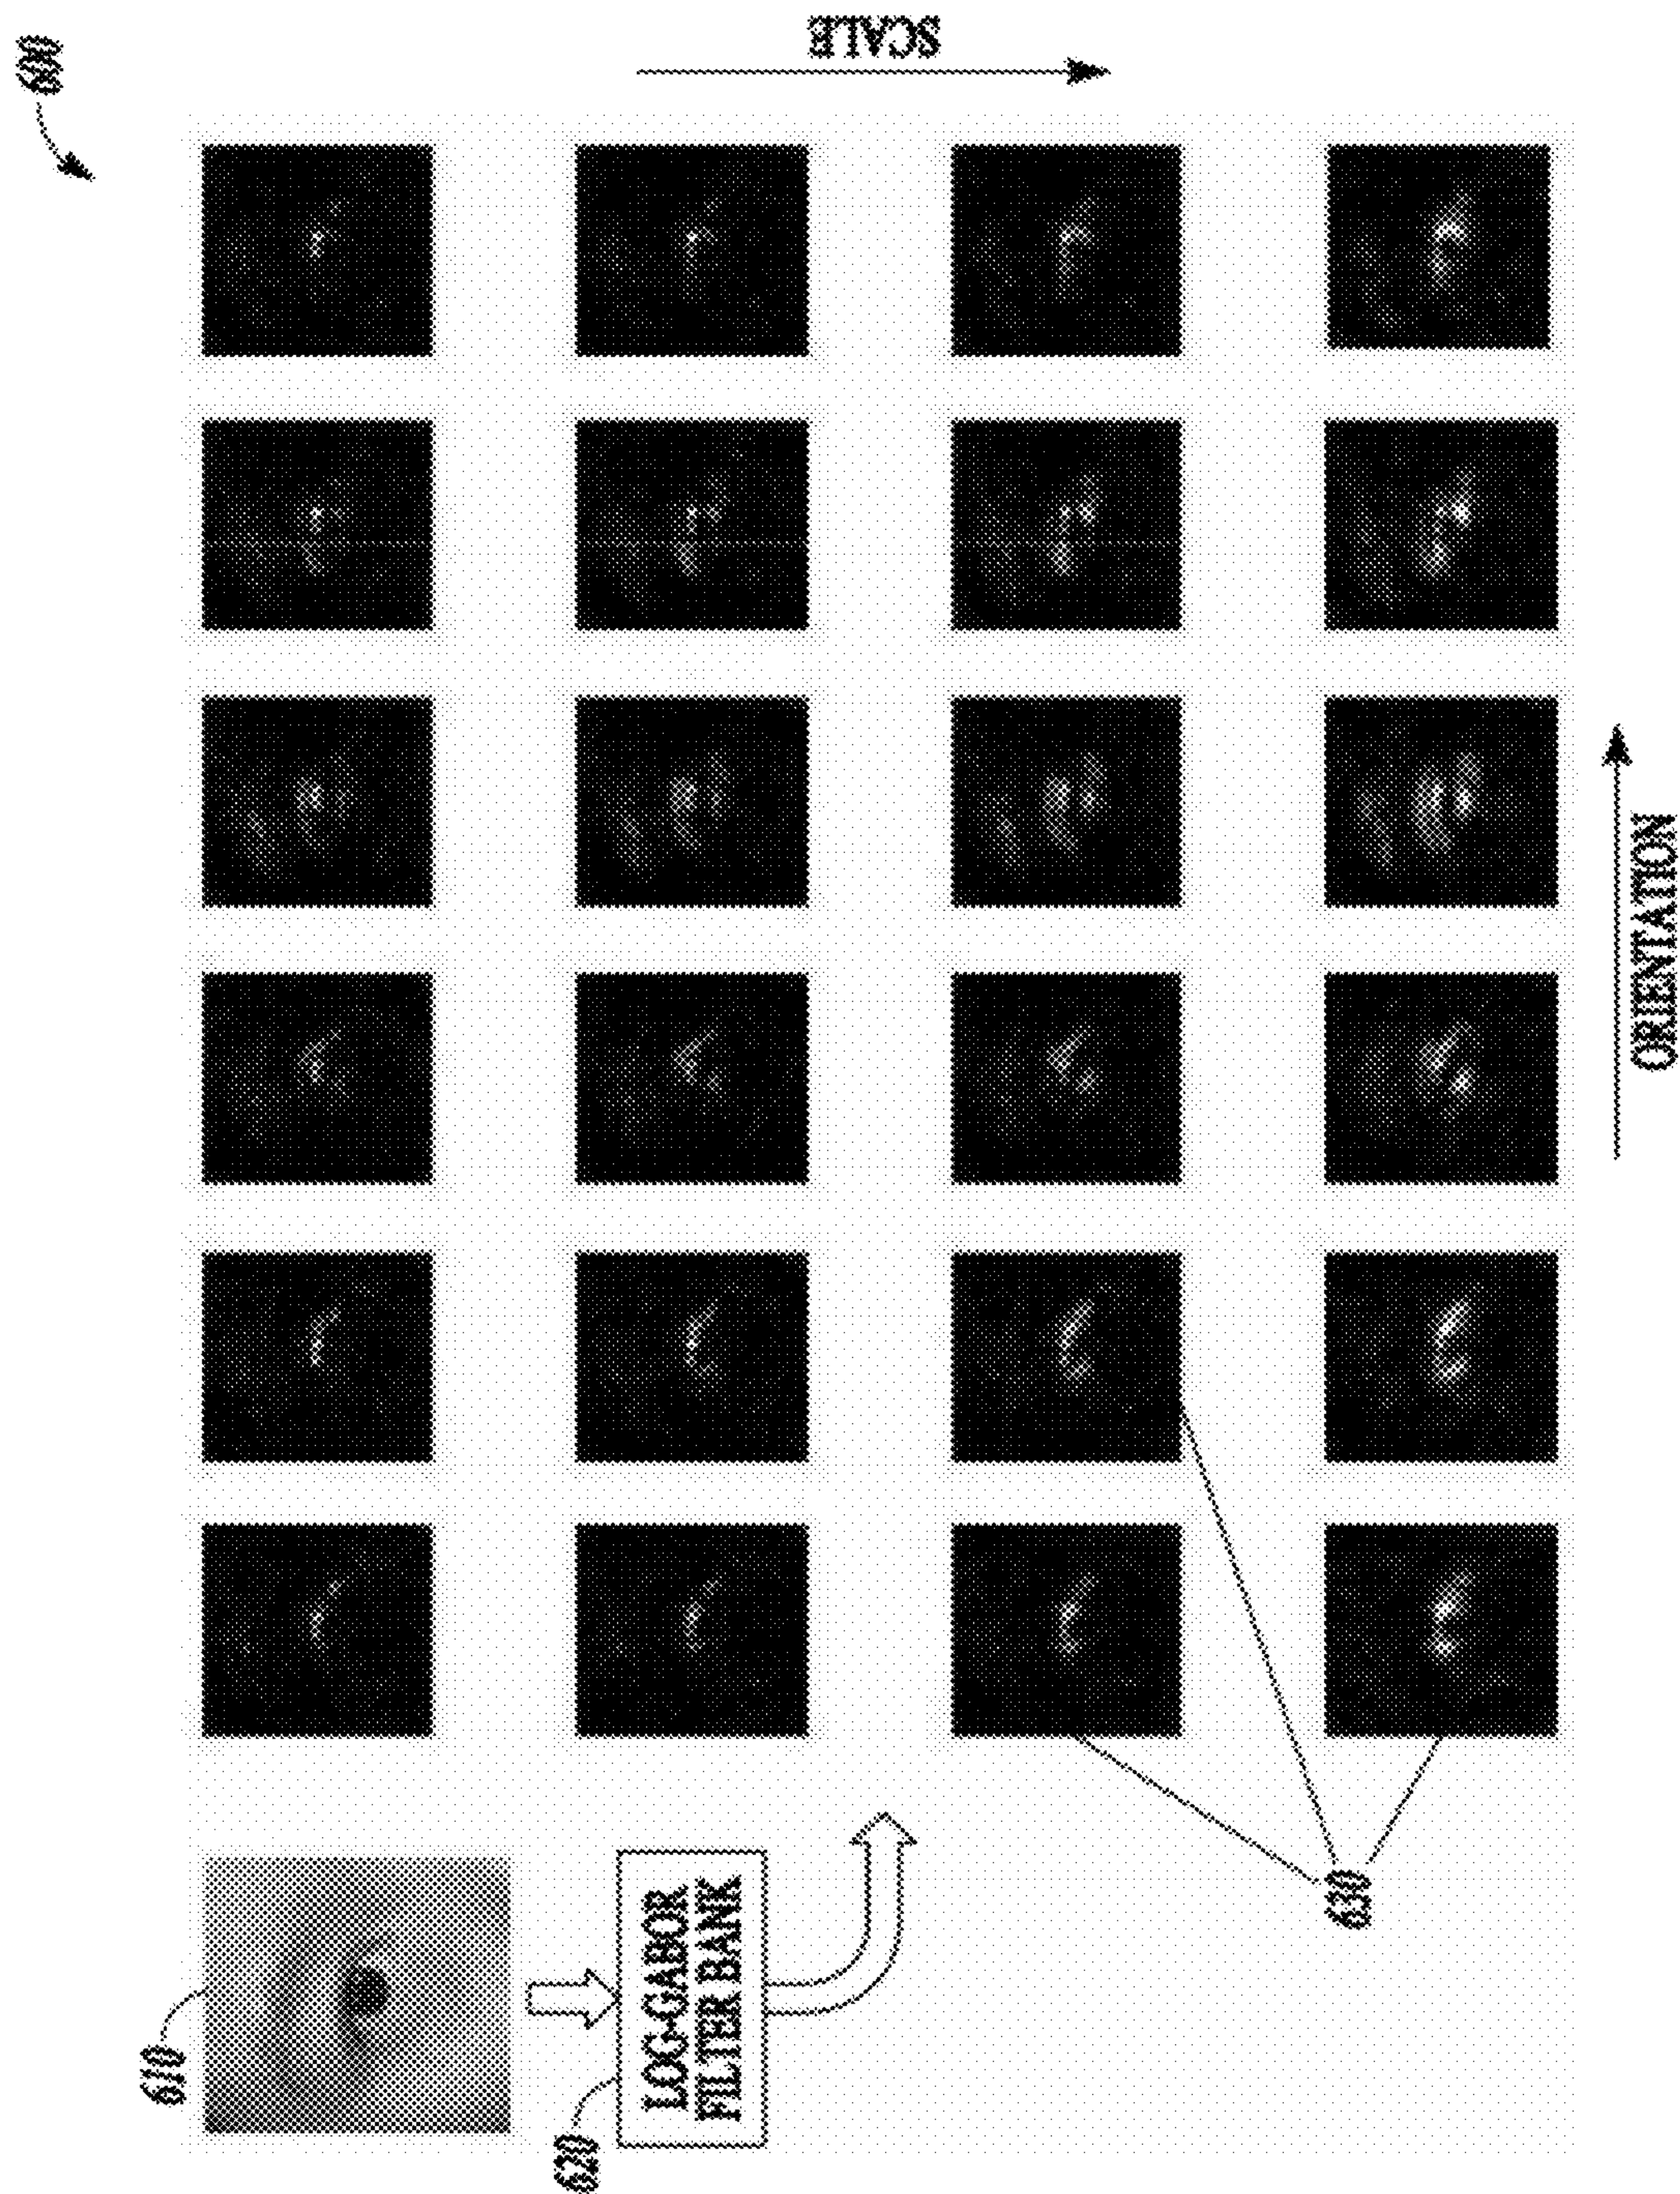 600
SCALE
610
620
LOG-GABOR
FILTER BANK
630
ORIENTATION